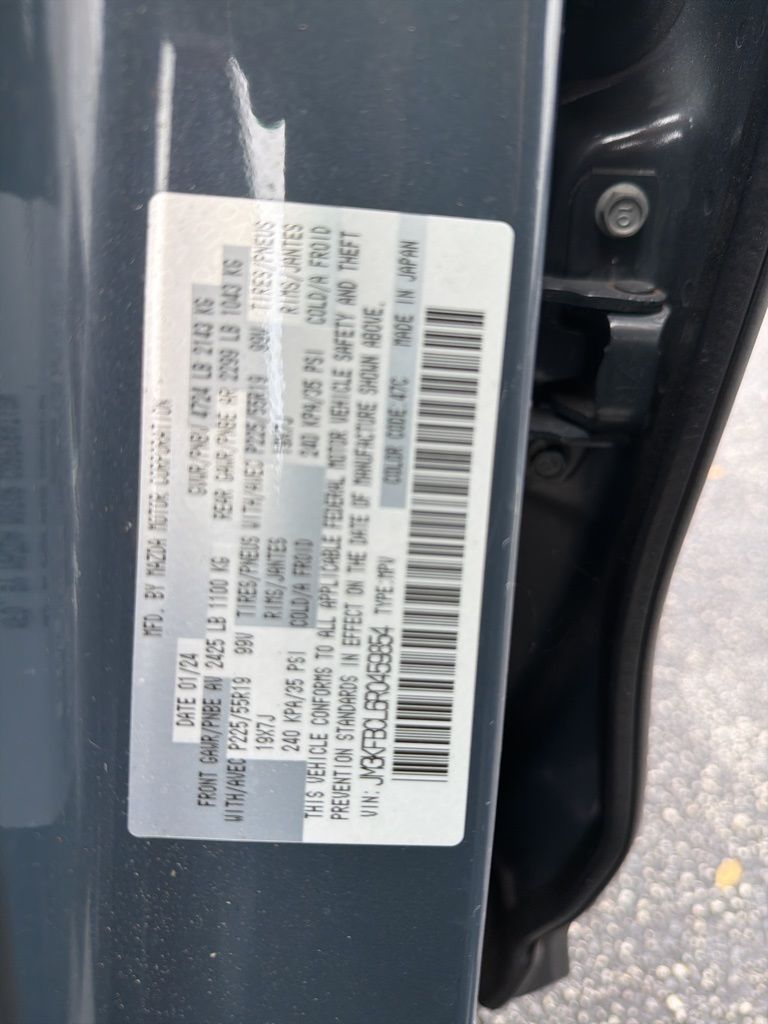 MFD. BY MAZDA MOTOR CORPORATION
DATE 01/24 GVWR/PNBV 4724 LB 2143 KG
FRONT GAWR/PNBE AV 2425 LB 1100 KG REAR GAWR/PNBE AR 2299 LB 1043 KG
WITH/AVEC P225/55R19 99V TIRES/PNEUS WITH/AVEC P225/55R19 99V TIRES/PNEUS
19X7J RIMS/JANTES 19X7J RIMS/JANTES
240 KPA/35 PSI COLD/A FROID 240 KPA/35 PSI COLD/A FROID
THIS VEHICLE CONFORMS TO ALL APPLICABLE FEDERAL MOTOR VEHICLE SAFETY AND THEFT
PREVENTION STANDARDS IN EFFECT ON THE DATE OF MANUFACTURE SHOWN ABOVE.
VIN: JM3KFBCL6R0459854 TYPE:MPV COLOR CODE 47C MADE IN JAPAN